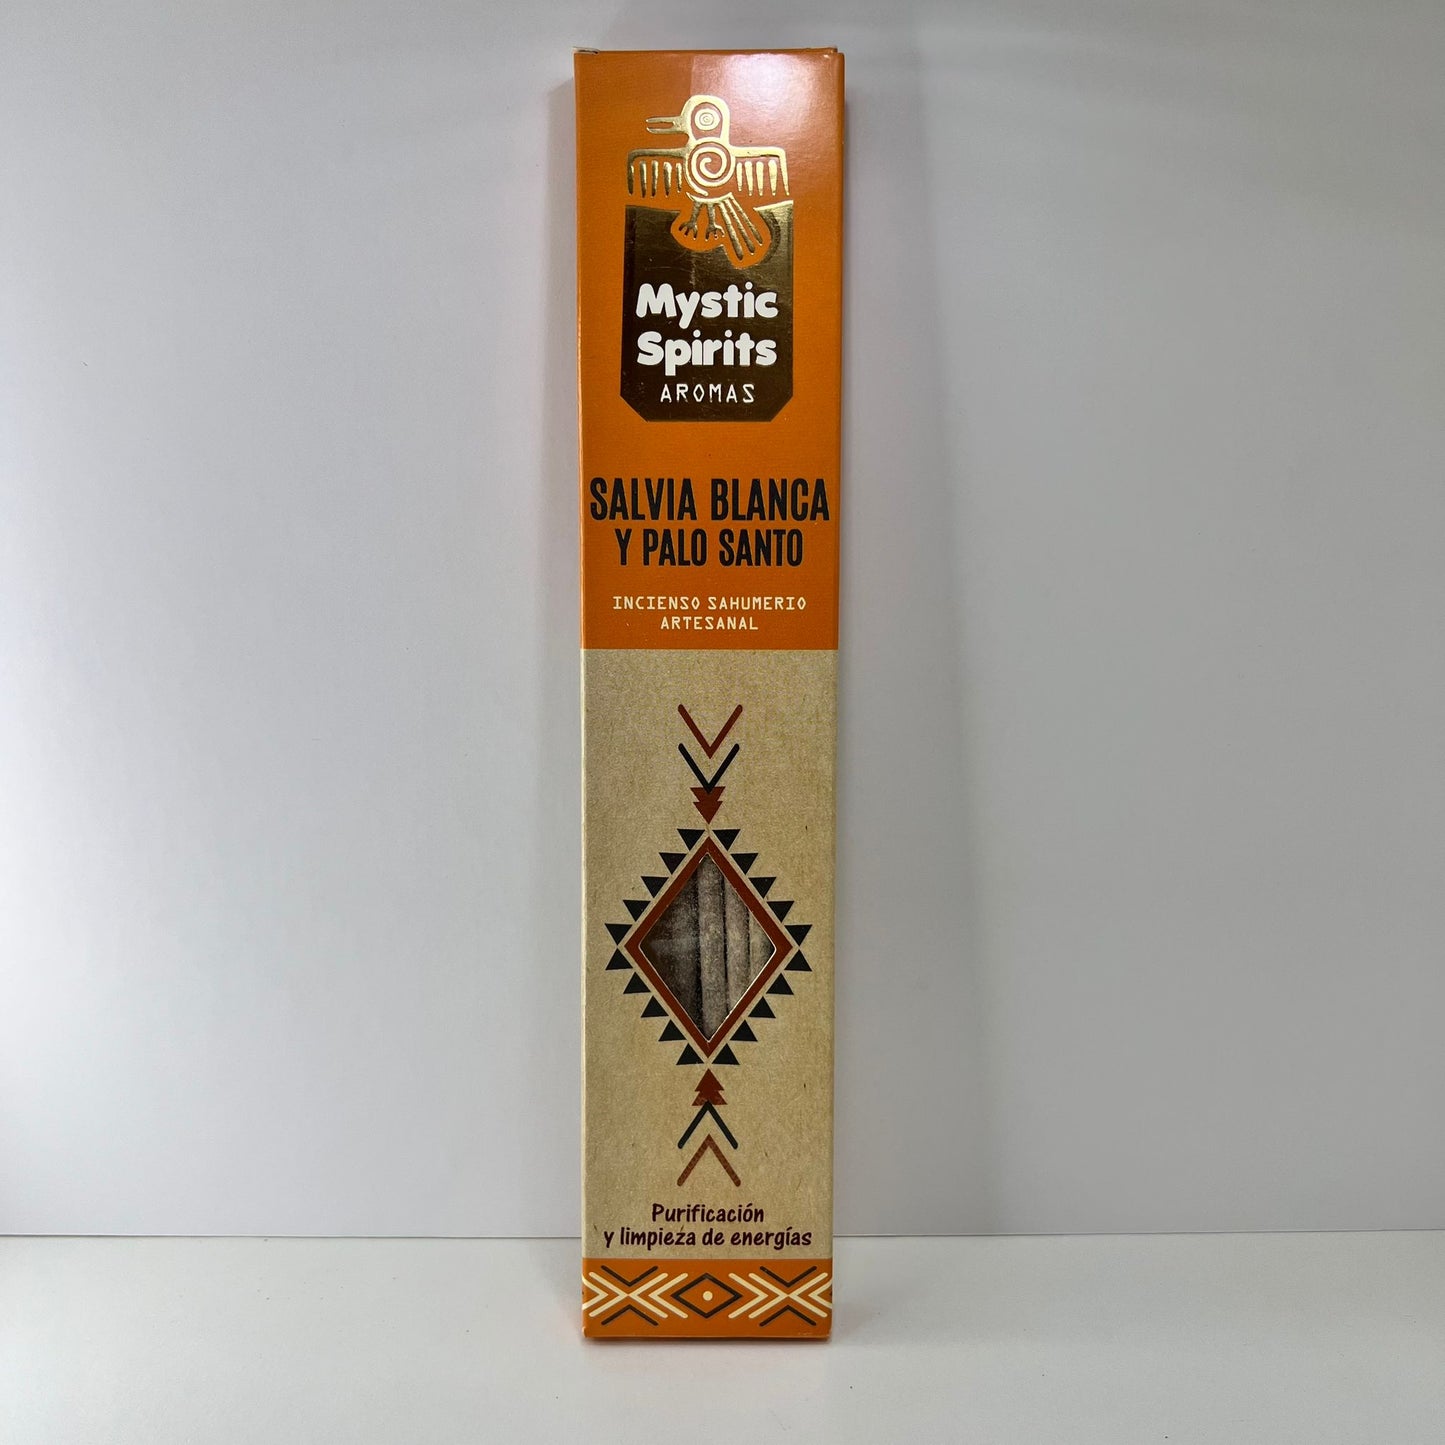 Mystic
Spirits
AROMAS
SALVIA BLANCA
Y PALO SANTO
INCIENSO SAHUMERIO
ARTESANAL
Purificación
y limpieza de energías